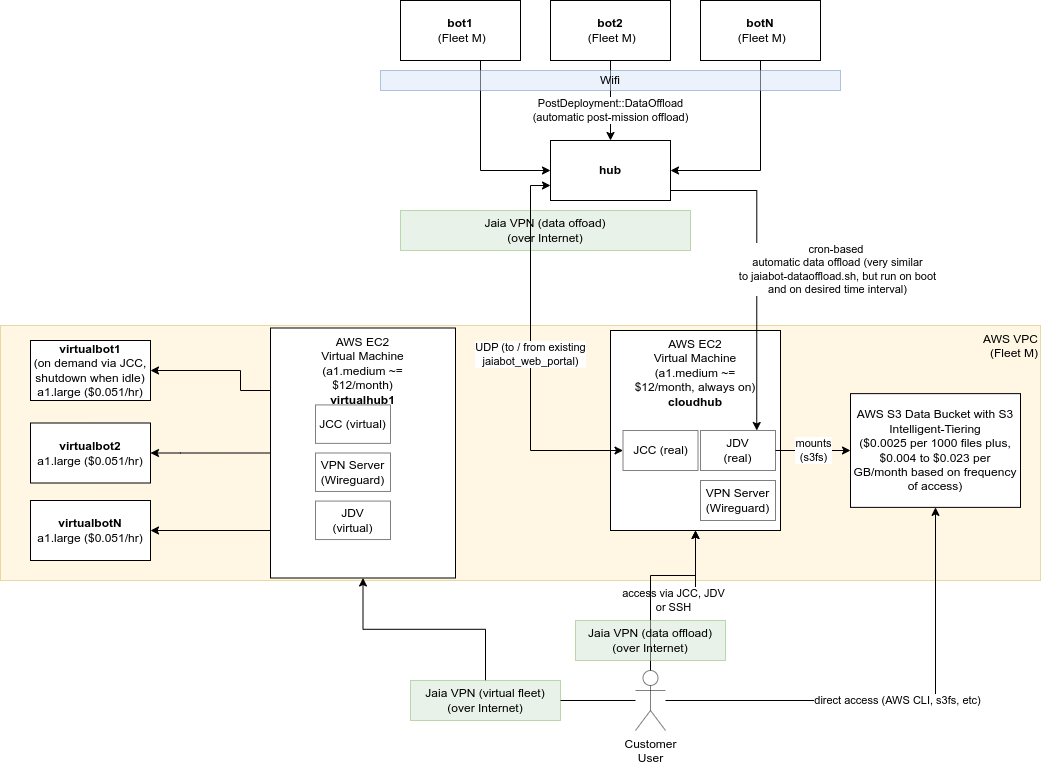 bot1
(Fleet M)
bot2
(Fleet M)
botN
(Fleet M)
Wifi
PostDeployment::DataOffload
(automatic post-mission offload)
hub
Jaia VPN (data offoad)
(over Internet)
cron-based
automatic data offload (very similar
to jaiabot-dataoffload.sh, but run on boot
and on desired time interval)
AWS VPC
(Fleet M)
virtualbot1
(on demand via JCC,
shutdown when idle)
a1.large ($0.051/hr)
virtualbot2
a1.large ($0.051/hr)
virtualbotN
a1.large ($0.051/hr)
AWS EC2
Virtual Machine
(a1.medium ~=
$12/month)
virtualhub1
JCC (virtual)
VPN Server
(Wireguard)
JDV
(virtual)
UDP (to / from existing
jaiabot_web_portal)
AWS EC2
Virtual Machine
(a1.medium ~=
$12/month, always on)
cloudhub
JCC (real)
JDV
(real)
VPN Server
(Wireguard)
mounts
(s3fs)
AWS S3 Data Bucket with S3
Intelligent-Tiering
($0.0025 per 1000 files plus,
$0.004 to $0.023 per
GB/month based on frequency
of access)
access via JCC, JDV
or SSH
Jaia VPN (data offload)
(over Internet)
Jaia VPN (virtual fleet)
(over Internet)
direct access (AWS CLI, s3fs, etc)
Customer
User